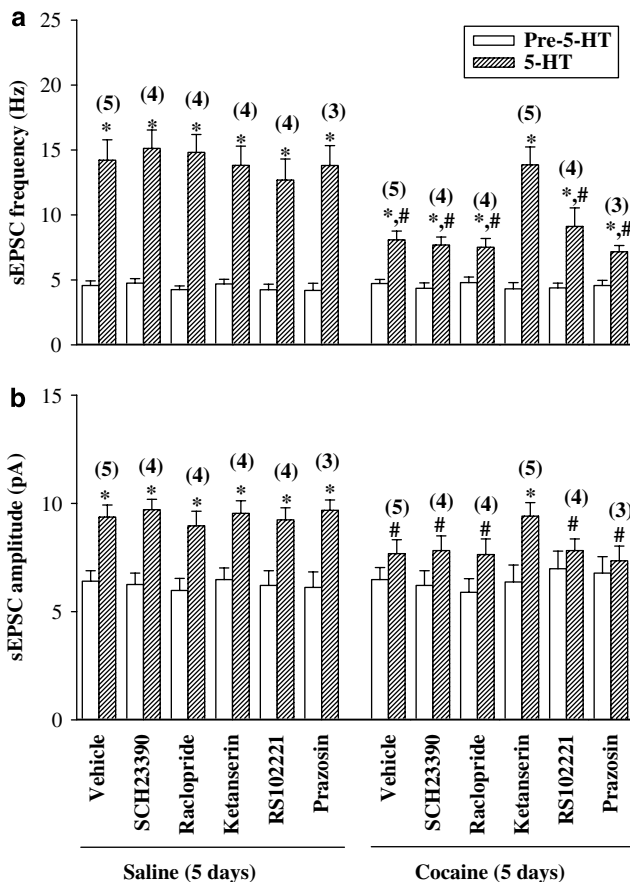 a
Pre-5-HT
5-HT
sEPSC frequency (Hz)
25
20
15
10
5
0
(5) (4) (4) (4) (4) (3)
* * * * * *
(5) (4) (4) (5) (4) (3)
*,# *,# *,# * *,# *,#
b
sEPSC amplitude (pA)
15
10
5
0
(5) (4) (4) (4) (4) (3)
* * * * * *
(5) (4) (4) (5) (4) (3)
# # # * # #
Vehicle
SCH23390
Raclopride
Ketanserin
RS102221
Prazosin
Vehicle
SCH23390
Raclopride
Ketanserin
RS102221
Prazosin
Saline (5 days)
Cocaine (5 days)